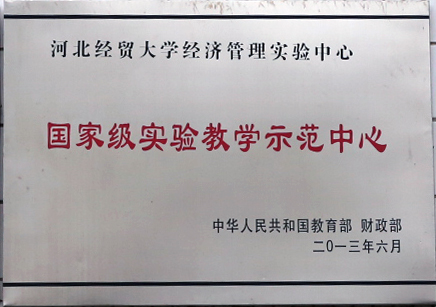 河北经贸大学经济管理实验中心
国家级实验教学示范中心
中华人民共和国教育部 财政部
二〇一三年六月